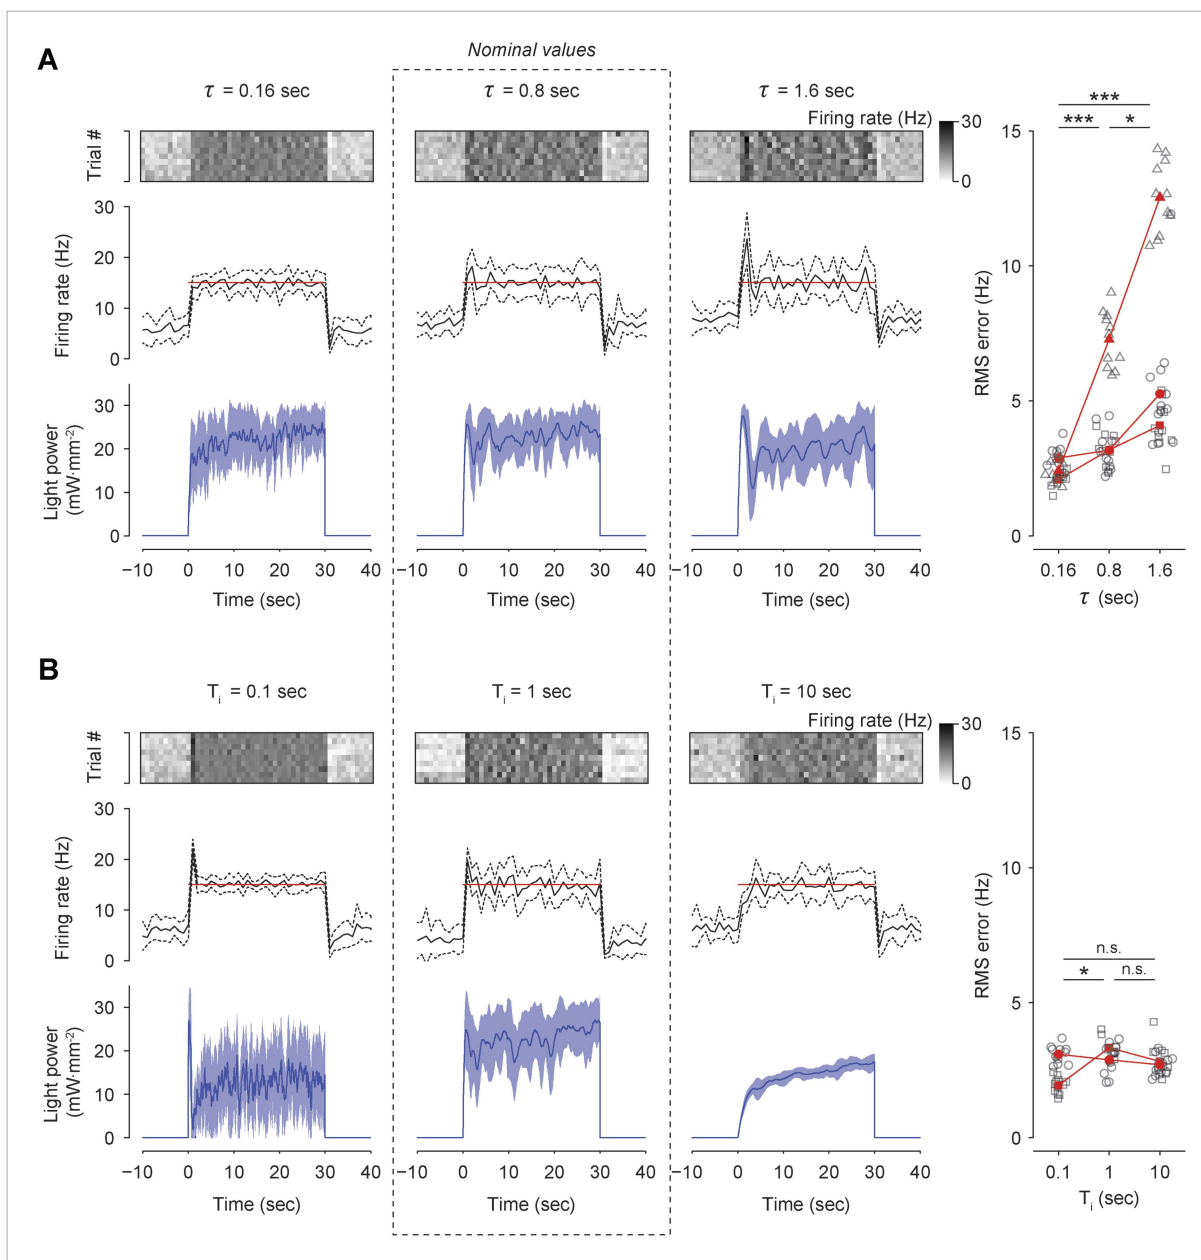 A
Nominal values
τ = 0.16 sec
τ = 0.8 sec
τ = 1.6 sec
Firing rate (Hz)
30
0
Trial #
Firing rate (Hz)
30
20
10
0
Light power
(mW·mm-2)
30
20
10
0
−10 0 10 20 30 40
−10 0 10 20 30 40
−10 0 10 20 30 40
Time (sec)
Time (sec)
Time (sec)
***
*** *
RMS error (Hz)
15
10
5
0
0.16 0.8 1.6
τ (sec)
B
Ti = 0.1 sec
Ti = 1 sec
Ti = 10 sec
Firing rate (Hz)
30
0
Trial #
Firing rate (Hz)
30
20
10
0
Light power
(mW·mm-2)
30
20
10
0
−10 0 10 20 30 40
−10 0 10 20 30 40
−10 0 10 20 30 40
Time (sec)
Time (sec)
Time (sec)
n.s.
* n.s.
RMS error (Hz)
15
10
5
0
0.1 1 10
Ti (sec)